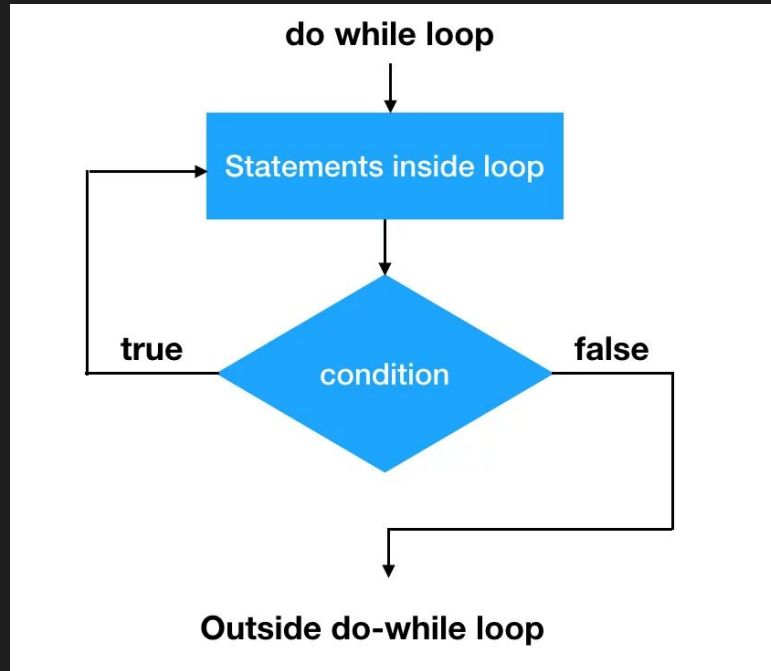 do while loop
Statements inside loop
true
false
condition
Outside do-while loop